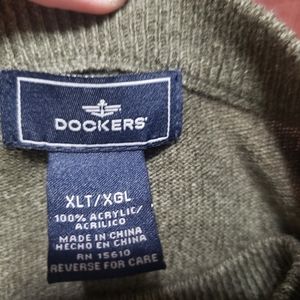 DOCKERS®
XLT/XGL
100% ACRYLIC/
ACRILICO
MADE IN CHINA
HECHO EN CHINA
RN 15610
REVERSE FOR CARE